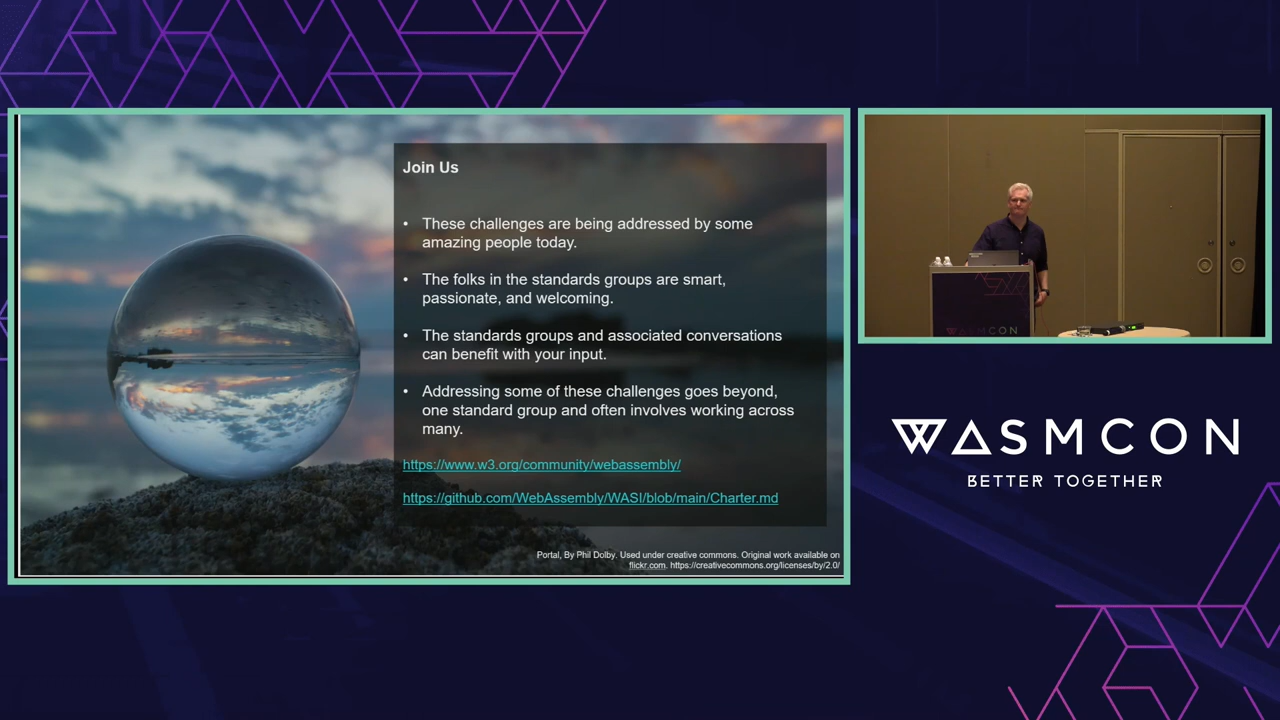 Join Us
• These challenges are being addressed by some
amazing people today.
• The folks in the standards groups are smart,
passionate, and welcoming.
• The standards groups and associated conversations
can benefit with your input.
• Addressing some of these challenges goes beyond,
one standard group and often involves working across
many.
https://www.w3.org/community/webassembly/
https://github.com/WebAssembly/WASI/blob/main/Charter.md
Portal, By Phil Dolby. Used under creative commons. Original work available on
flickr.com. https://creativecommons.org/licenses/by/2.0/
WASMCON
WASMCON
BETTER TOGETHER